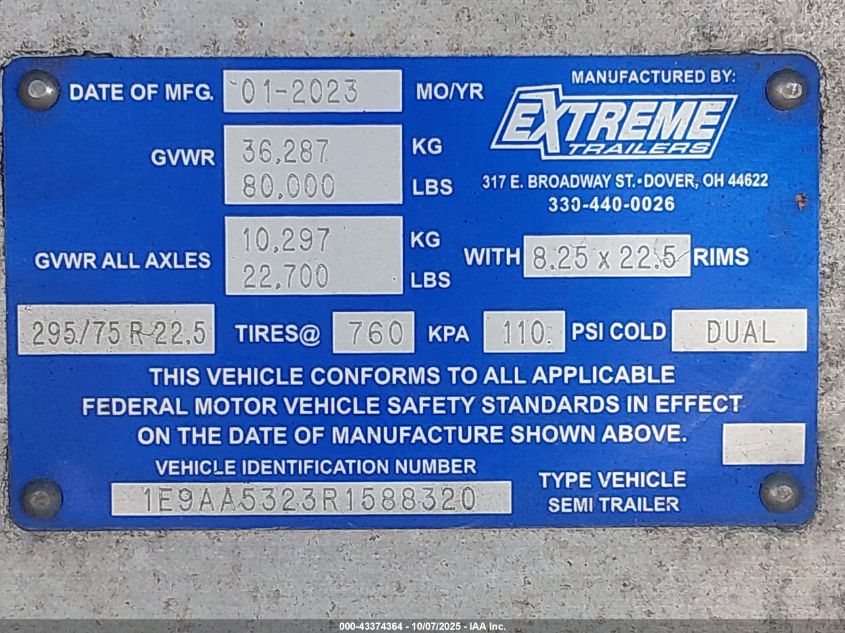 DATE OF MFG. 01-2023 MO/YR
MANUFACTURED BY:
EXTREME
TRAILERS
317 E. BROADWAY ST.•DOVER, OH 44622
330-440-0026
GVWR 36,287 KG
80,000 LBS
GVWR ALL AXLES 10,297 KG
22,700 LBS
WITH 8.25 x 22.5 RIMS
295/75 R 22.5 TIRES@ 760 KPA 110 PSI COLD DUAL
THIS VEHICLE CONFORMS TO ALL APPLICABLE
FEDERAL MOTOR VEHICLE SAFETY STANDARDS IN EFFECT
ON THE DATE OF MANUFACTURE SHOWN ABOVE.
VEHICLE IDENTIFICATION NUMBER
1E9AA5323R1588320
TYPE VEHICLE
SEMI TRAILER
000-43374364 - 10/07/2025 - IAA Inc.